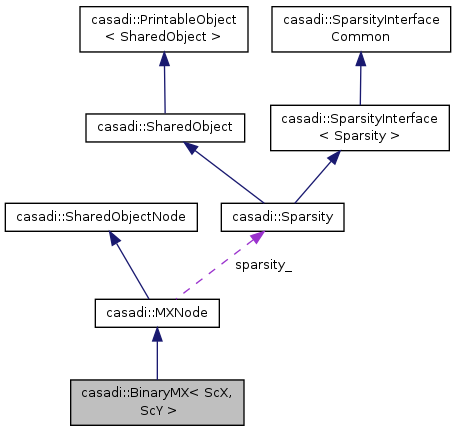 casadi::PrintableObject
< SharedObject >
casadi::SparsityInterface
Common
casadi::SharedObject
casadi::SparsityInterface
< Sparsity >
casadi::SharedObjectNode
casadi::Sparsity
sparsity_
casadi::MXNode
casadi::BinaryMX< ScX,
ScY >